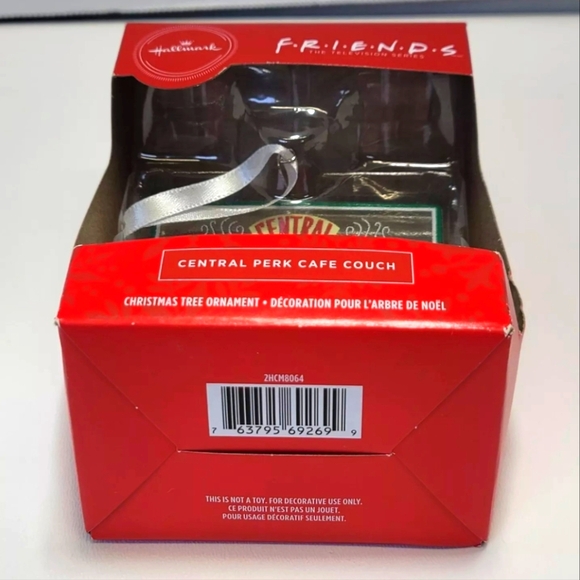 Hallmark
F·R·I·E·N·D·S
THE TELEVISION SERIES
CENTRAL
CENTRAL PERK CAFE COUCH
CHRISTMAS TREE ORNAMENT • DÉCORATION POUR L'ARBRE DE NOËL
2HCM8064
7 63795 69269 9
THIS IS NOT A TOY. FOR DECORATIVE USE ONLY.
CE PRODUIT N'EST PAS UN JOUET.
POUR USAGE DÉCORATIF SEULEMENT.